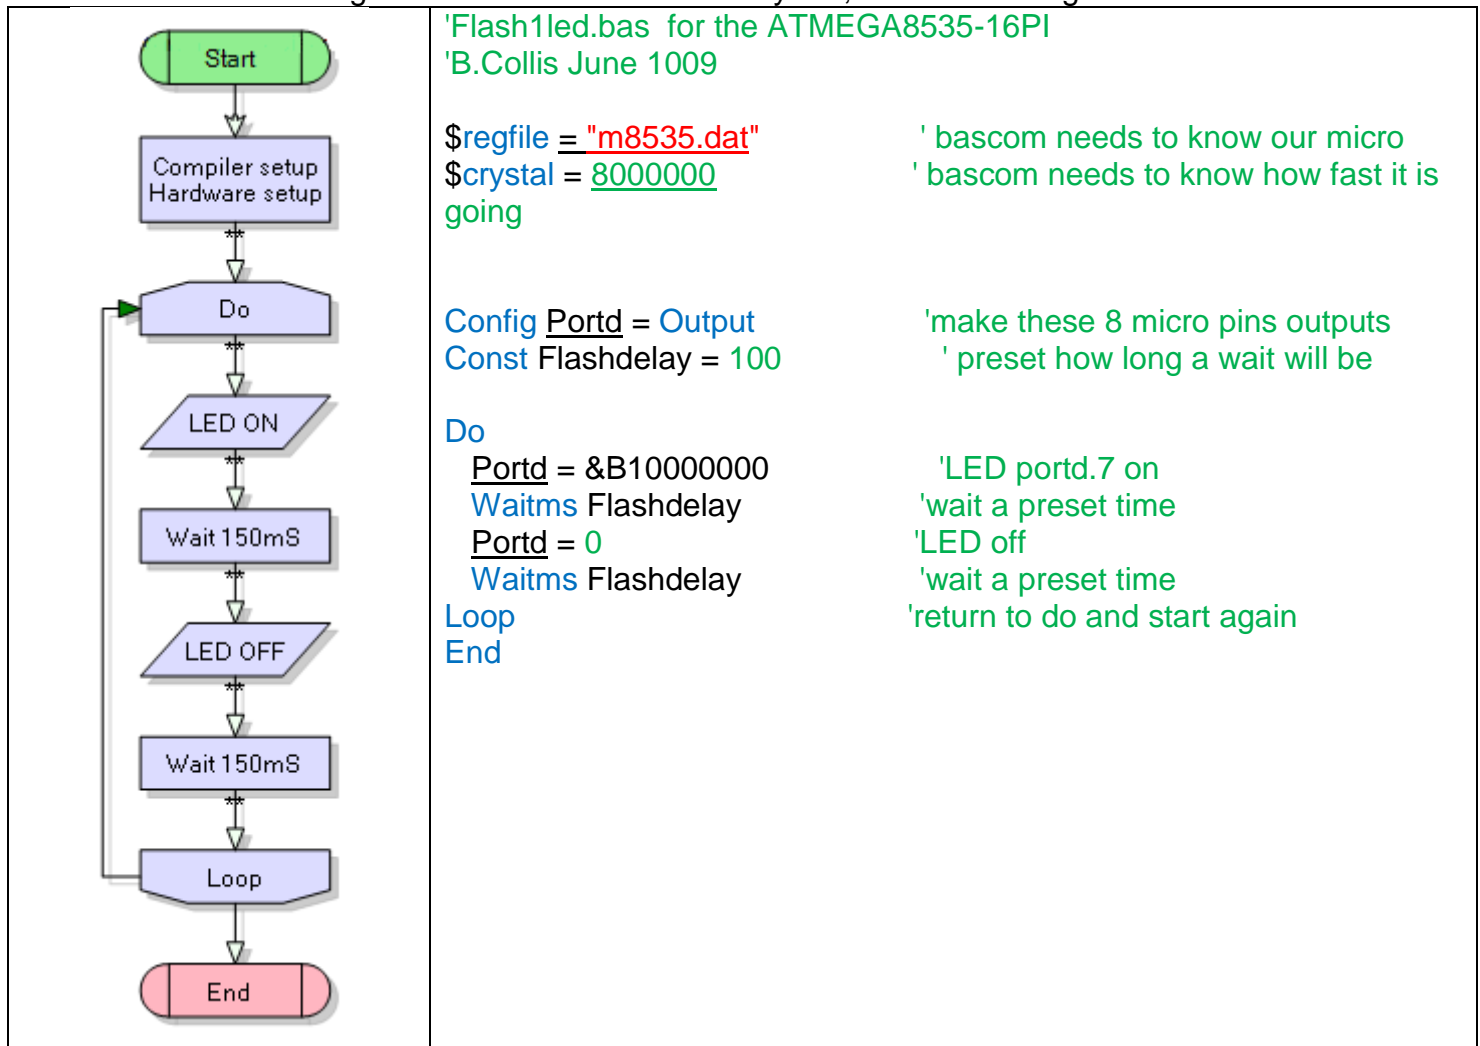 Start
Compiler setup
Hardware setup
**
Do
**
LED ON
**
Wait 150mS
**
LED OFF
**
Wait 150mS
**
Loop
End
'Flash1led.bas for the ATMEGA8535-16PI
'B.Collis June 1009
$regfile = "m8535.dat" ' bascom needs to know our micro
$crystal = 8000000 ' bascom needs to know how fast it is
going
Config Portd = Output 'make these 8 micro pins outputs
Const Flashdelay = 100 ' preset how long a wait will be
Do
Portd = &B10000000 'LED portd.7 on
Waitms Flashdelay 'wait a preset time
Portd = 0 'LED off
Waitms Flashdelay 'wait a preset time
Loop 'return to do and start again
End